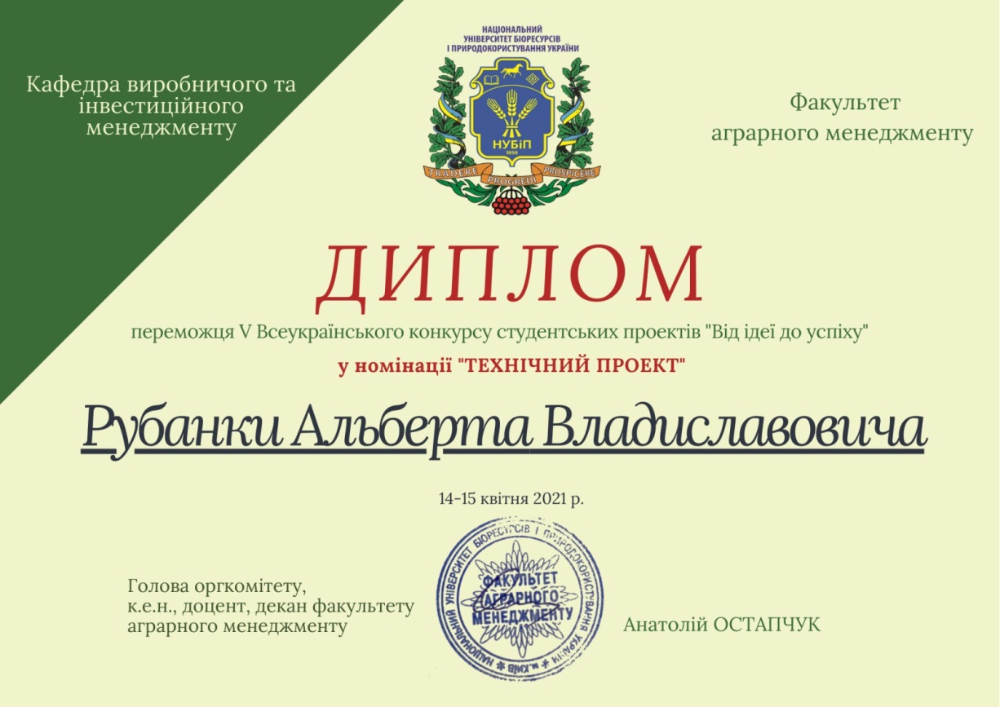 НАЦІОНАЛЬНИЙ
УНІВЕРСИТЕТ БІОРЕСУРСІВ
І ПРИРОДОКОРИСТУВАННЯ УКРАЇНИ
Кафедра виробничого та
інвестиційного
менеджменту
Факультет
аграрного менеджменту
НУБіП
1898
TRADERE
PROGREDI
PROSPICERE
ДИПЛОМ
переможця V Всеукраїнського конкурсу студентських проектів "Від ідеї до успіху"
у номінації "ТЕХНІЧНИЙ ПРОЕКТ"
Рубанки Альберта Владиславовича
14-15 квітня 2021 р.
Голова оргкомітету,
к.е.н., доцент, декан факультету
аграрного менеджменту
НАЦІОНАЛЬНИЙ УНІВЕРСИТЕТ БІОРЕСУРСІВ І ПРИРОДОКОРИСТУВАННЯ УКРАЇНИ
м.КИЇВ
ФАКУЛЬТЕТ
АГРАРНОГО
МЕНЕДЖМЕНТУ
Анатолій ОСТАПЧУК